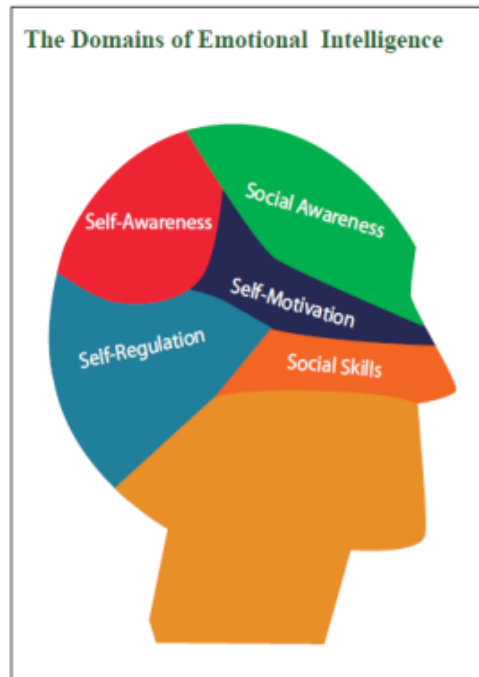 The Domains of Emotional Intelligence
Social Awareness
Self-Awareness
Self-Motivation
Self-Regulation
Social Skills